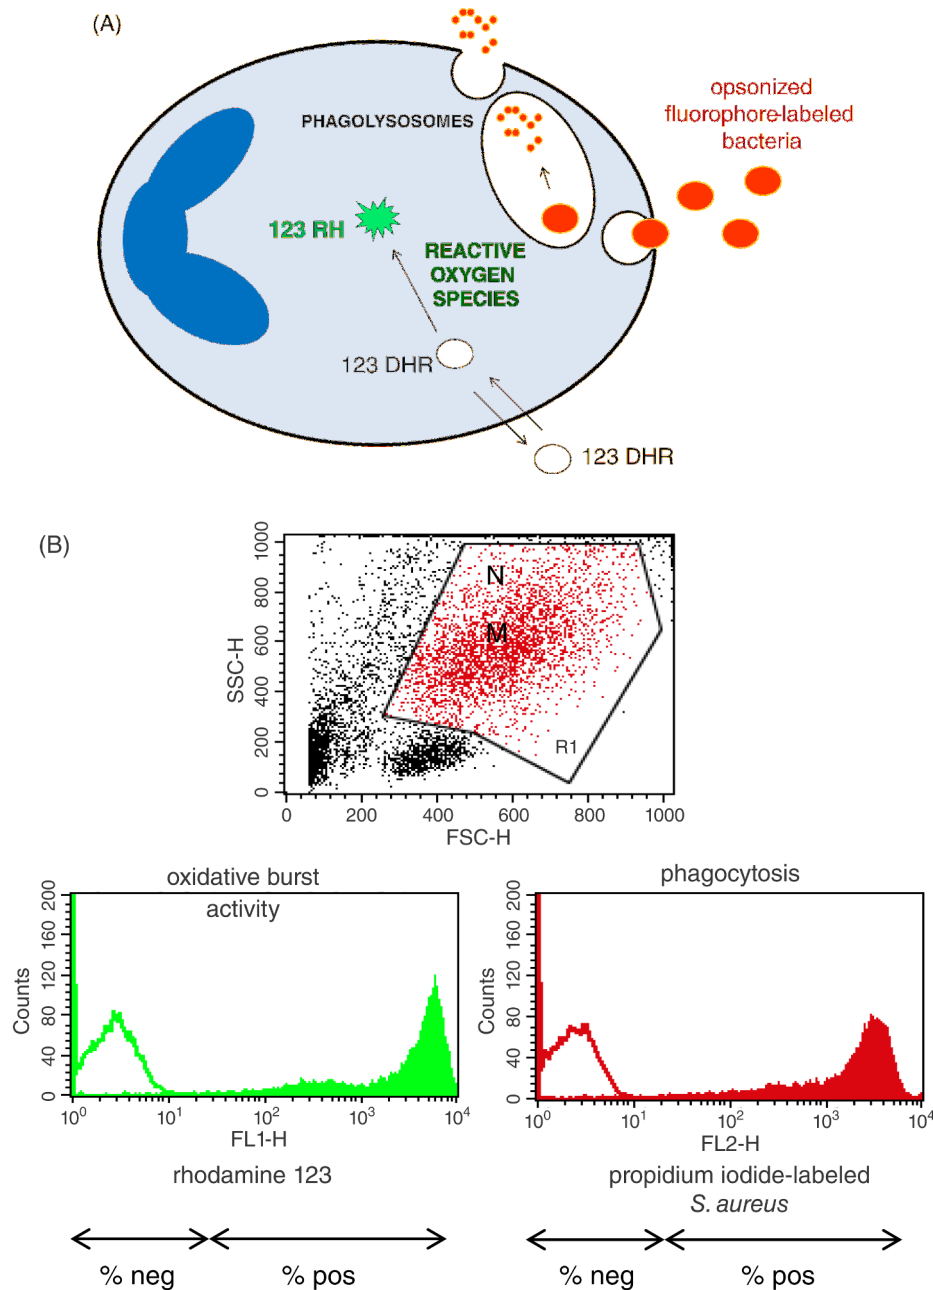 (A)
PHAGOLYSOSOMES
opsonized
fluorophore-labeled
bacteria
123 RH
REACTIVE
OXYGEN
SPECIES
123 DHR
123 DHR
(B)
SSC-H
1000
800
600
400
200
0
N
M
R1
0 200 400 600 800 1000
FSC-H
oxidative burst
activity
Counts
200
160
120
80
40
0
10⁰ 10¹ 10² 10³ 10⁴
FL1-H
rhodamine 123
% neg % pos
phagocytosis
Counts
200
160
120
80
40
0
10⁰ 10¹ 10² 10³ 10⁴
FL2-H
propidium iodide-labeled
S. aureus
% neg % pos